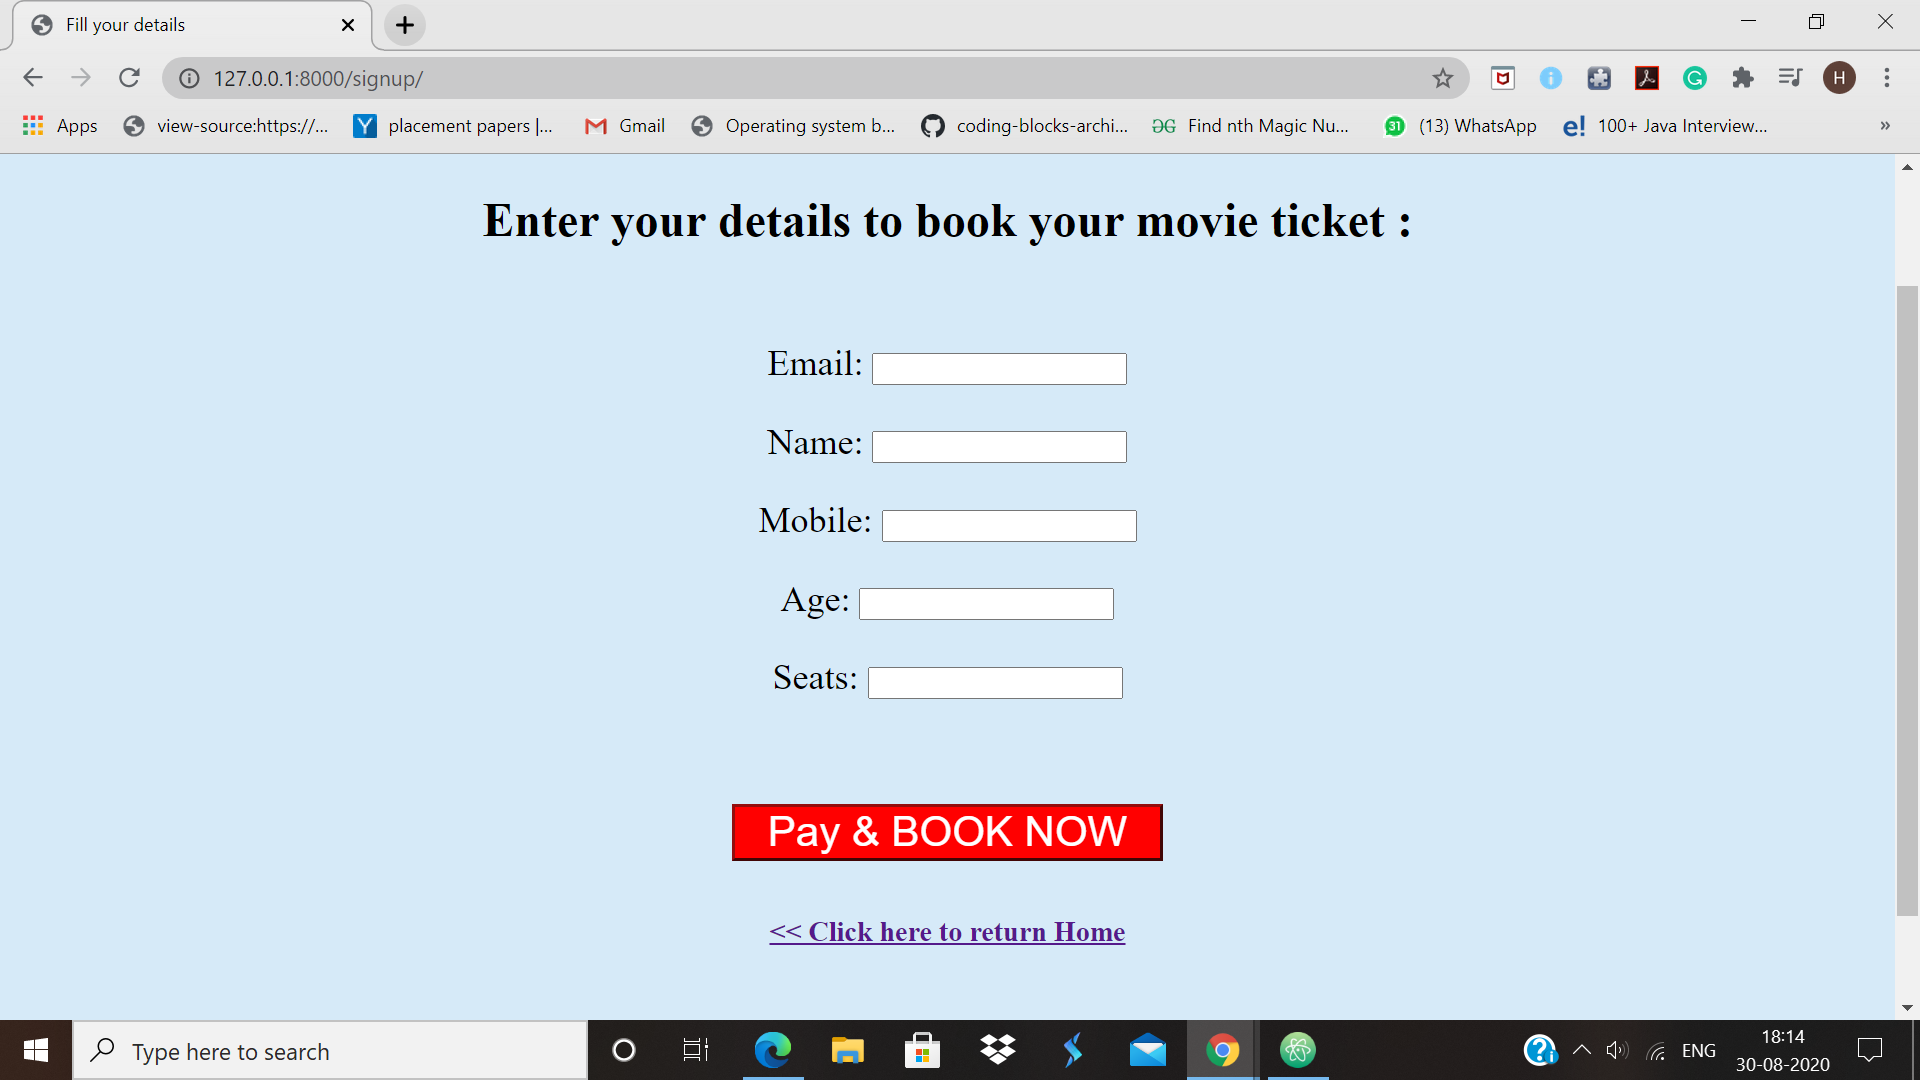 Fill your details
127.0.0.1:8000/signup/
H
Apps
view-source:https://...
Y
placement papers |...
Gmail
Operating system b...
coding-blocks-archi...
GG Find nth Magic Nu...
31
(13) WhatsApp
e!
100+ Java Interview...
»
Enter your details to book your movie ticket :
Email:
Name:
Mobile:
Age:
Seats:
Pay & BOOK NOW
<< Click here to return Home
Type here to search
ENG
18:14
30-08-2020